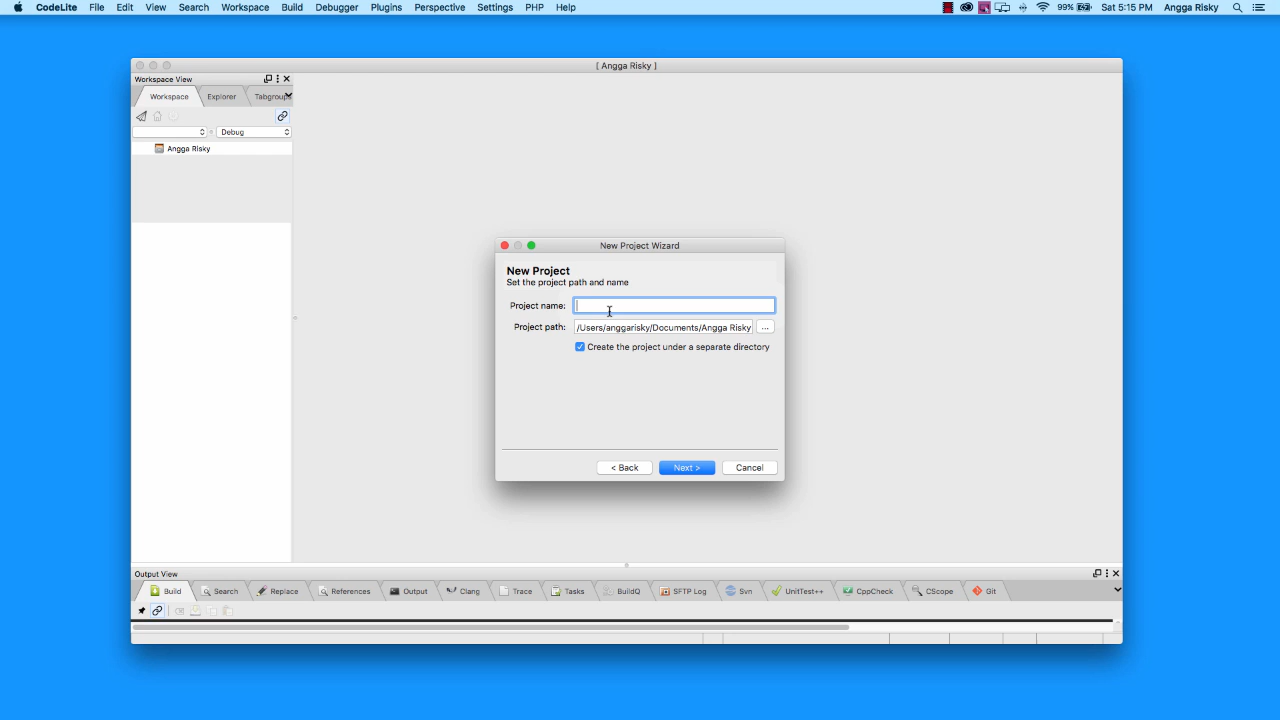 CodeLite File Edit View Search Workspace Build Debugger Plugins Perspective Settings PHP Help 99% Sat 5:15 PM Angga Risky
[ Angga Risky ]
Workspace View
Workspace Explorer Tabgroups
Debug
Angga Risky
New Project Wizard
New Project
Set the project path and name
Project name:
Project path: /Users/anggarisky/Documents/Angga Risky ...
Create the project under a separate directory
< Back Next > Cancel
Output View
Build Search Replace References Output Clang Trace Tasks BuildQ SFTP Log Svn UnitTest++ CppCheck CScope Git